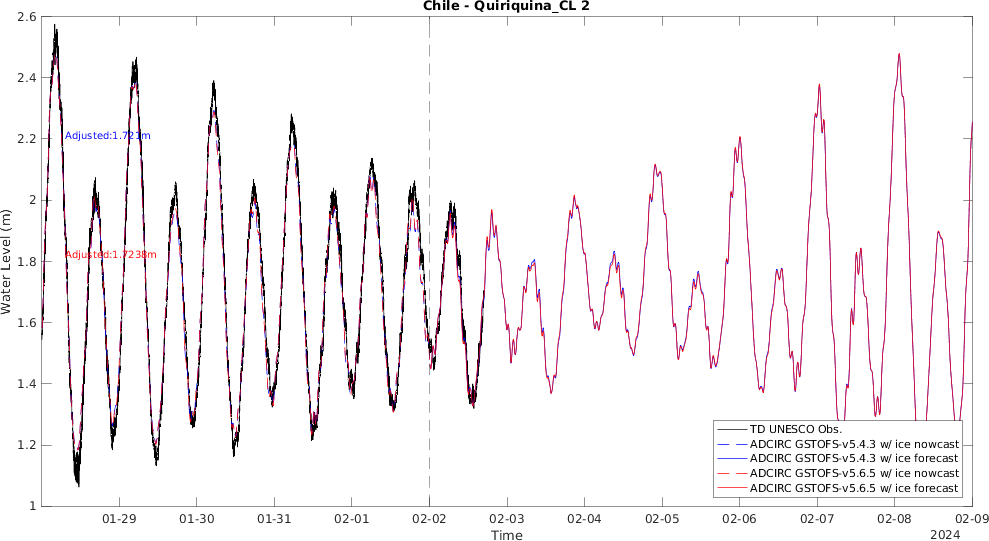 Chile - Quiriquina_CL 2
2.6
2.4
2.2
2
1.8
1.6
1.4
1.2
1
Water Level (m)
Adjusted:1.721m
Adjusted:1.7238m
TD UNESCO Obs.
ADCIRC GSTOFS-v5.4.3 w/ ice nowcast
ADCIRC GSTOFS-v5.4.3 w/ ice forecast
ADCIRC GSTOFS-v5.6.5 w/ ice nowcast
ADCIRC GSTOFS-v5.6.5 w/ ice forecast
01-29 01-30 01-31 02-01 02-02 02-03 02-04 02-05 02-06 02-07 02-08 02-09
Time
2024